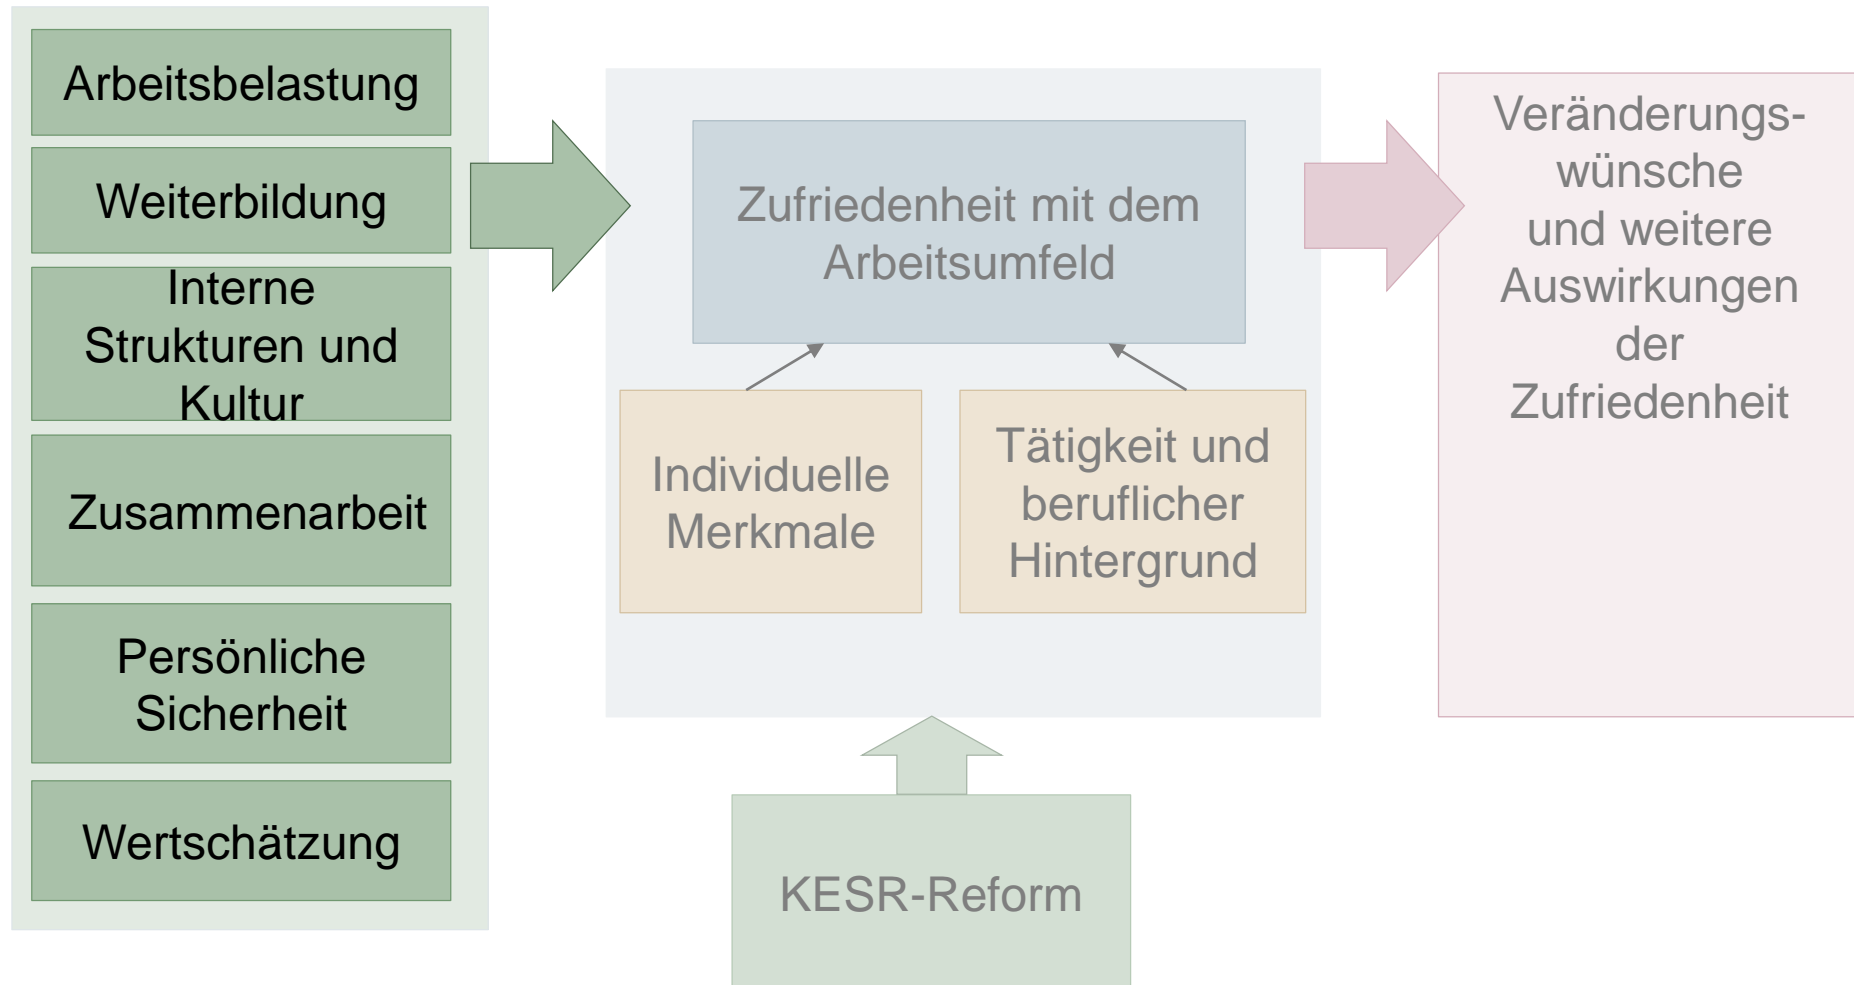 Arbeitsbelastung
Weiterbildung
Interne
Strukturen und
Kultur
Zusammenarbeit
Persönliche
Sicherheit
Wertschätzung
Zufriedenheit mit dem
Arbeitsumfeld
Individuelle
Merkmale
Tätigkeit und
beruflicher
Hintergrund
KESR-Reform
Veränderungs-
wünsche
und weitere
Auswirkungen
der
Zufriedenheit